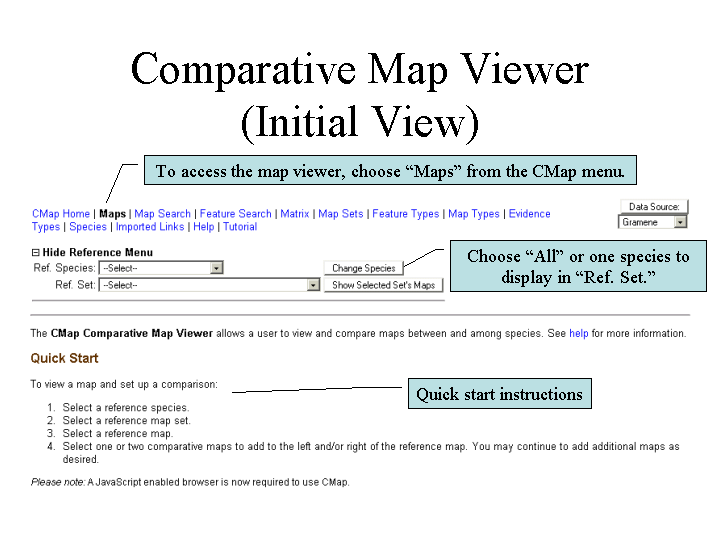 Comparative Map Viewer
(Initial View)
To access the map viewer, choose “Maps” from the CMap menu.
Data Source:
CMap Home | Maps | Map Search | Feature Search | Matrix | Map Sets | Feature Types | Map Types | Evidence
Gramene
Types | Species | Imported Links | Help | Tutorial
Hide Reference Menu
Choose “All” or one species to
display in “Ref. Set.”
Ref. Species: --Select-- Change Species
Ref. Set: --Select-- Show Selected Set's Maps
The CMap Comparative Map Viewer allows a user to view and compare maps between and among species. See help for more information.
Quick Start
To view a map and set up a comparison:
Quick start instructions
1. Select a reference species.
2. Select a reference map set.
3. Select a reference map.
4. Select one or two comparative maps to add to the left and/or right of the reference map. You may continue to add additional maps as
desired.
Please note: A JavaScript enabled browser is now required to use CMap.